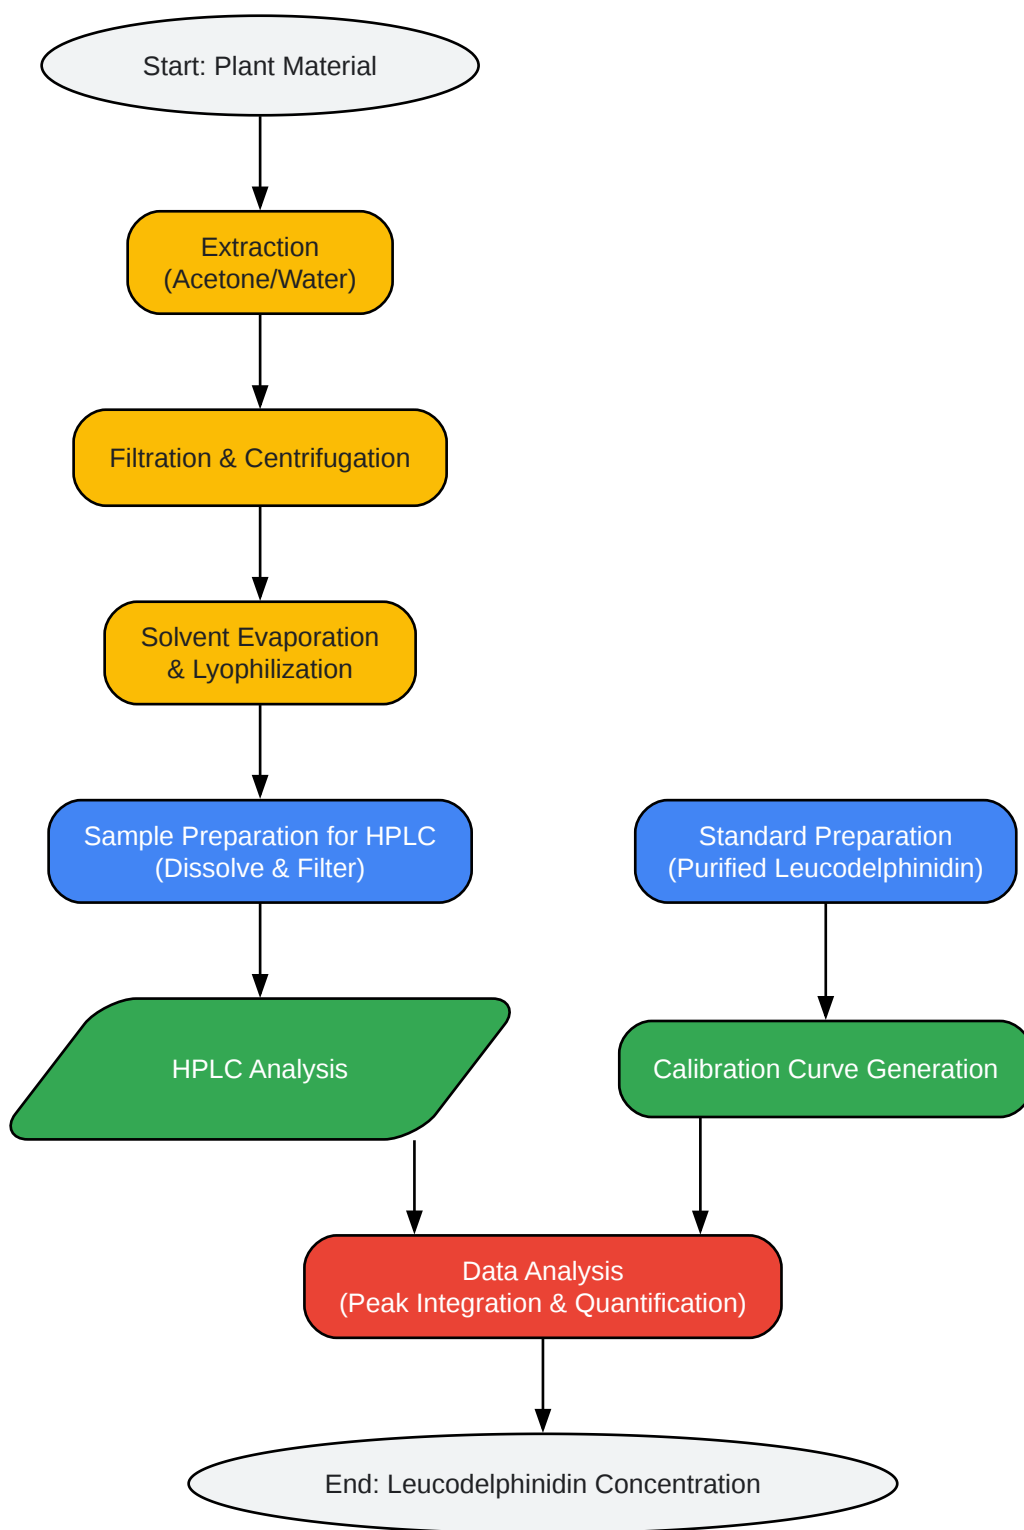 Start: Plant Material
Extraction
(Acetone/Water)
Filtration & Centrifugation
Solvent Evaporation
& Lyophilization
Sample Preparation for HPLC
(Dissolve & Filter)
Standard Preparation
(Purified Leucodelphinidin)
HPLC Analysis
Calibration Curve Generation
Data Analysis
(Peak Integration & Quantification)
End: Leucodelphinidin Concentration